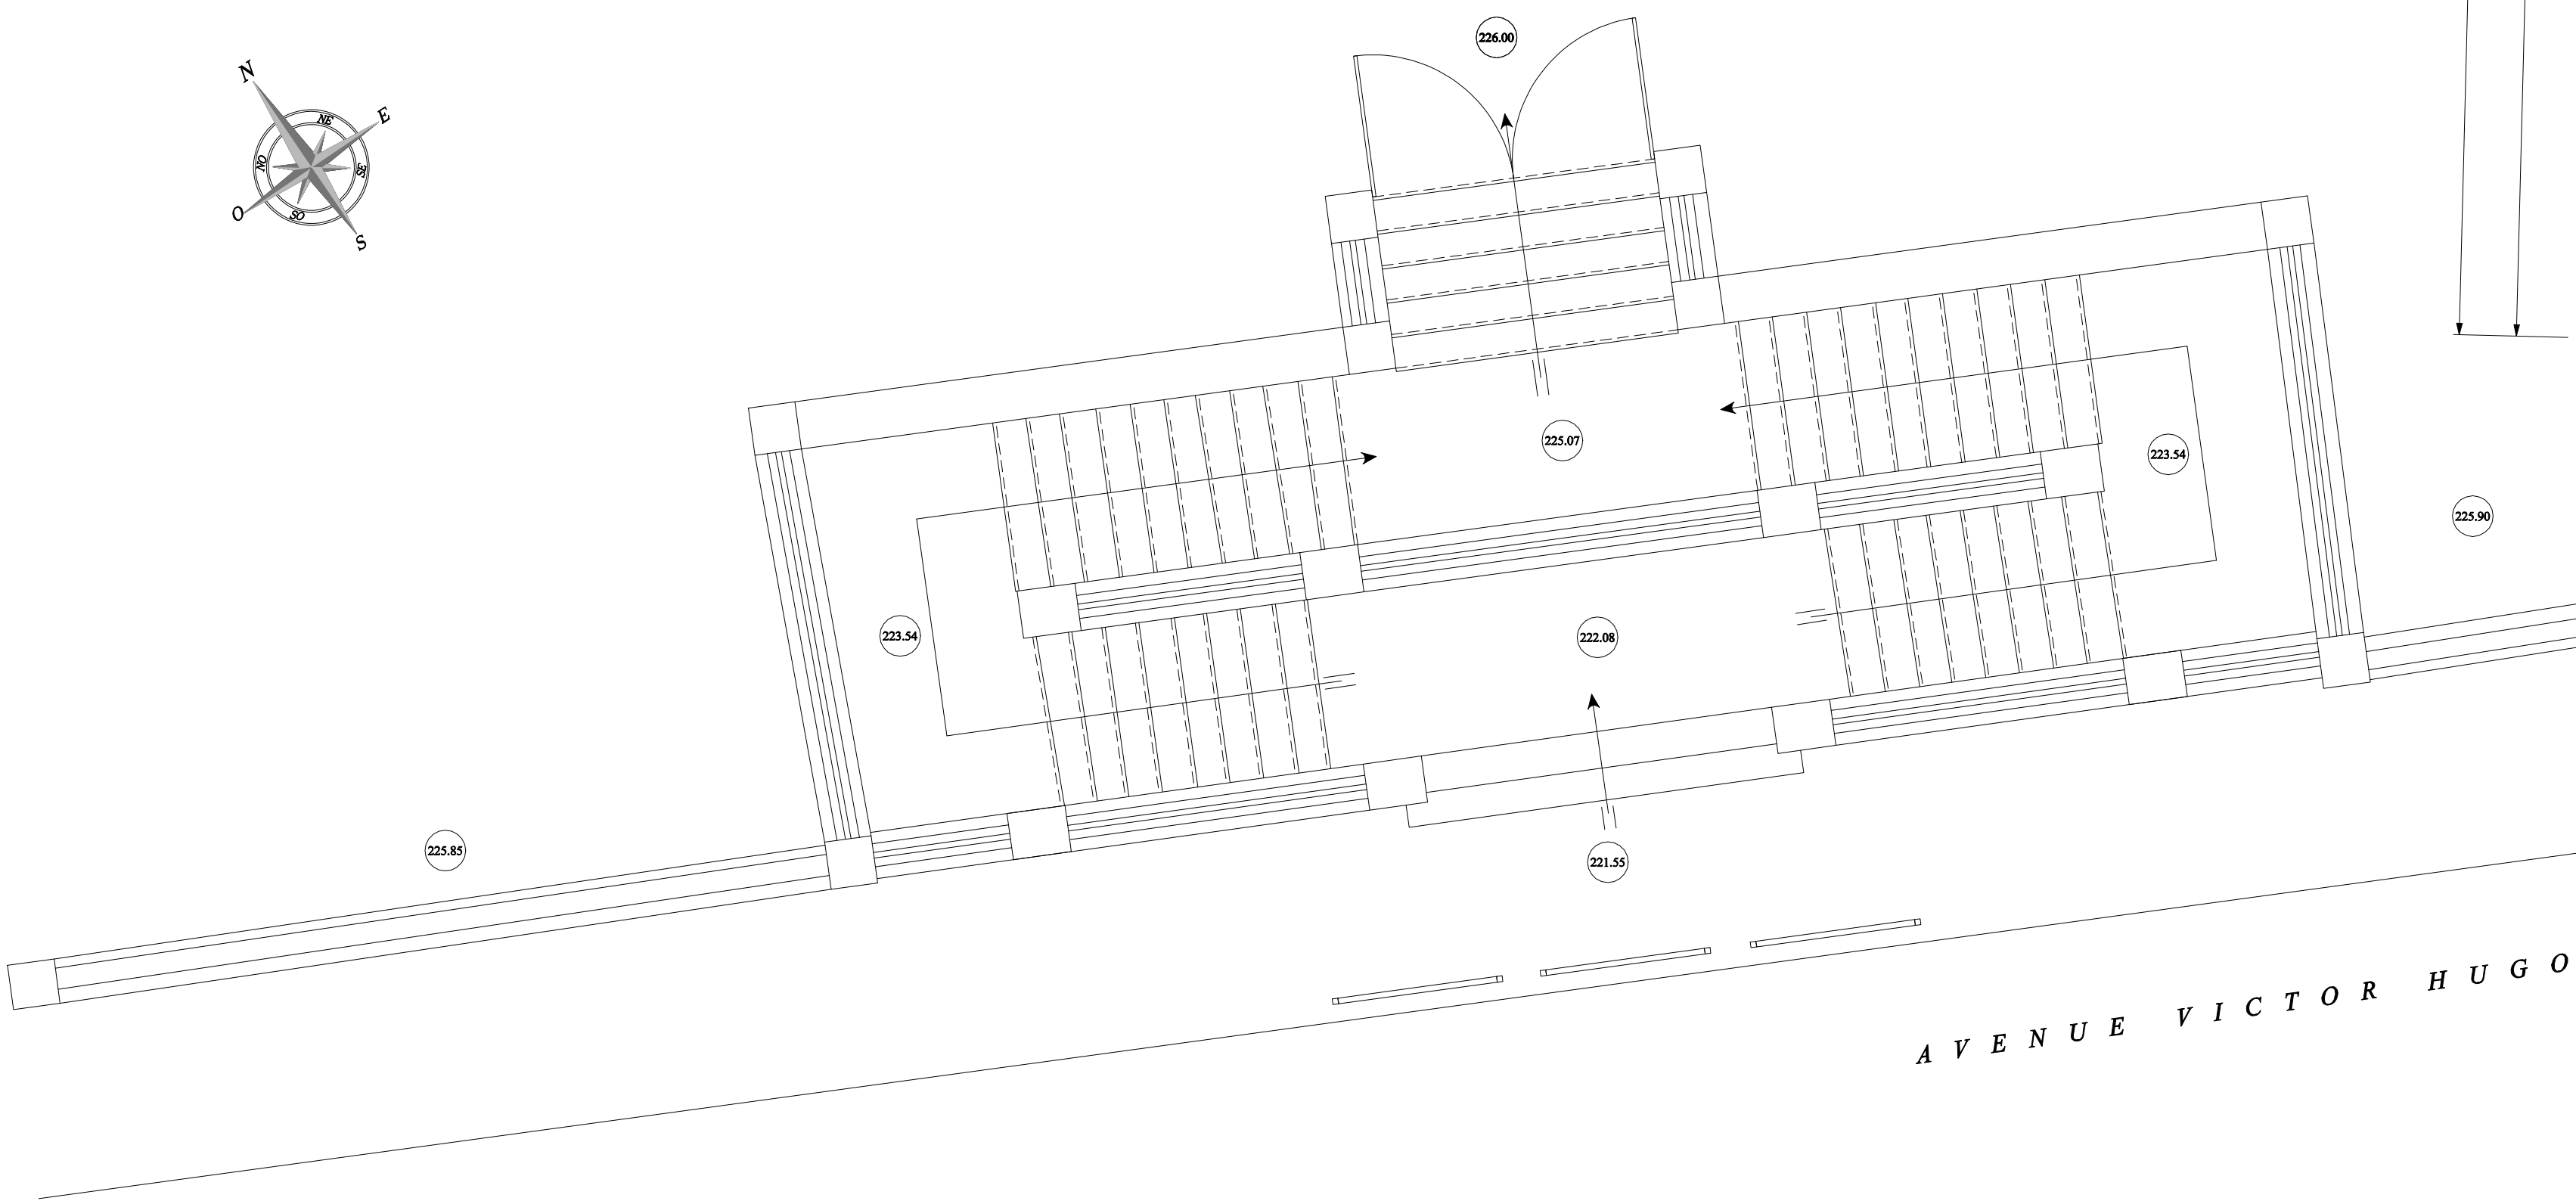 226.00
N
E
NE
NO
SE
O
SO
S
225.07
223.54
225.90
223.54
222.08
225.85
221.55
AVENUE VICTOR HUGO